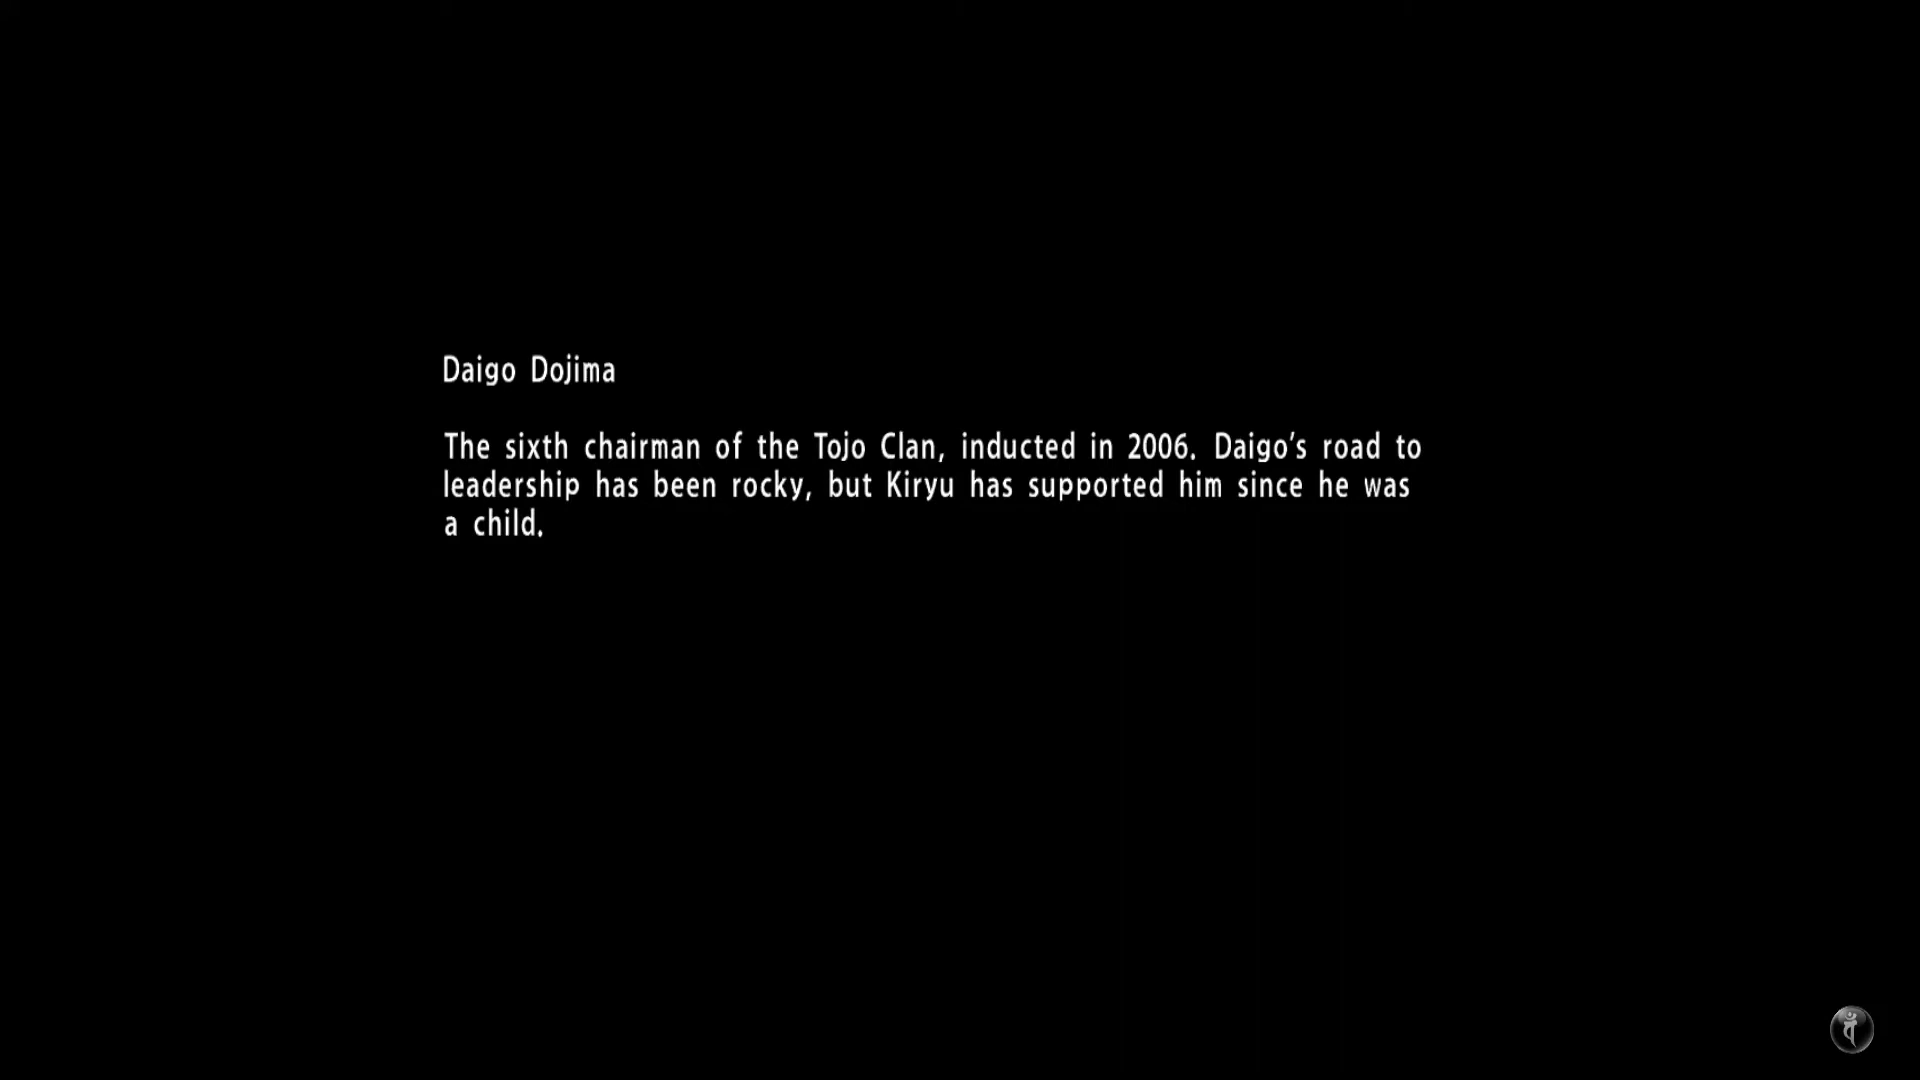 Daigo Dojima
The sixth chairman of the Tojo Clan, inducted in 2006. Daigo's road to
leadership has been rocky, but Kiryu has supported him since he was
a child.